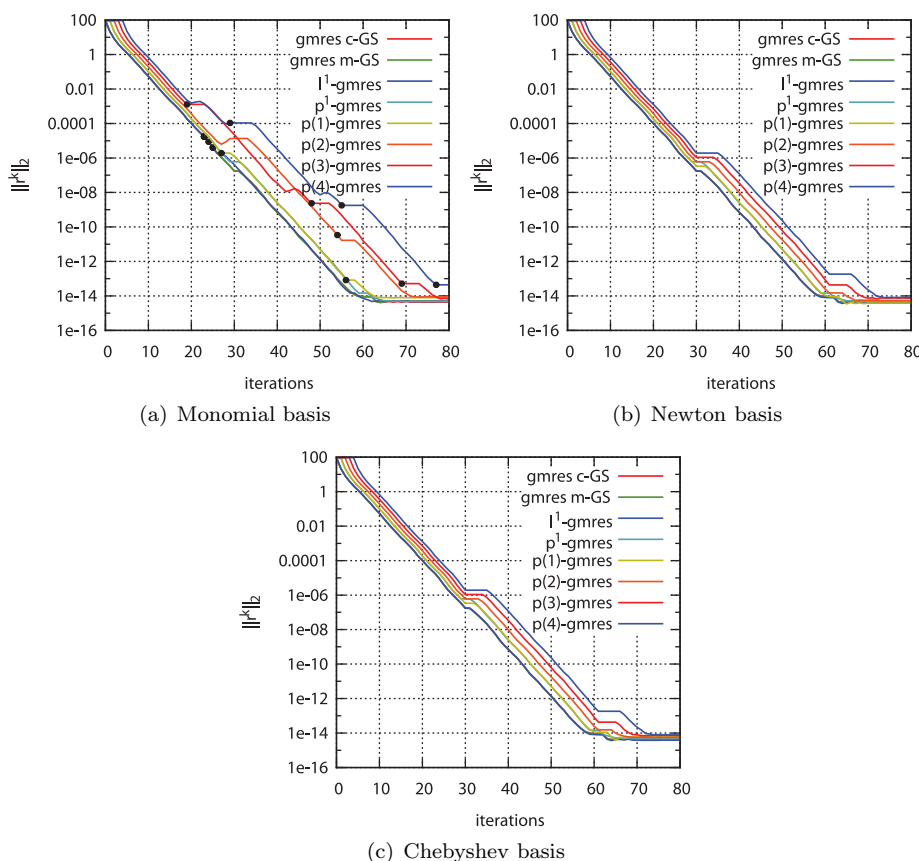 100
1
0.01
0.0001
1e-06
1e-08
1e-10
1e-12
1e-14
1e-16
||r^k||_2
0 10 20 30 40 50 60 70 80
iterations
gmres c-GS
gmres m-GS
l^1-gmres
p^1-gmres
p(1)-gmres
p(2)-gmres
p(3)-gmres
p(4)-gmres
(a) Monomial basis
100
1
0.01
0.0001
1e-06
1e-08
1e-10
1e-12
1e-14
1e-16
||r^k||_2
0 10 20 30 40 50 60 70 80
iterations
gmres c-GS
gmres m-GS
l^1-gmres
p^1-gmres
p(1)-gmres
p(2)-gmres
p(3)-gmres
p(4)-gmres
(b) Newton basis
100
1
0.01
0.0001
1e-06
1e-08
1e-10
1e-12
1e-14
1e-16
||r^k||_2
0 10 20 30 40 50 60 70 80
iterations
gmres c-GS
gmres m-GS
l^1-gmres
p^1-gmres
p(1)-gmres
p(2)-gmres
p(3)-gmres
p(4)-gmres
(c) Chebyshev basis